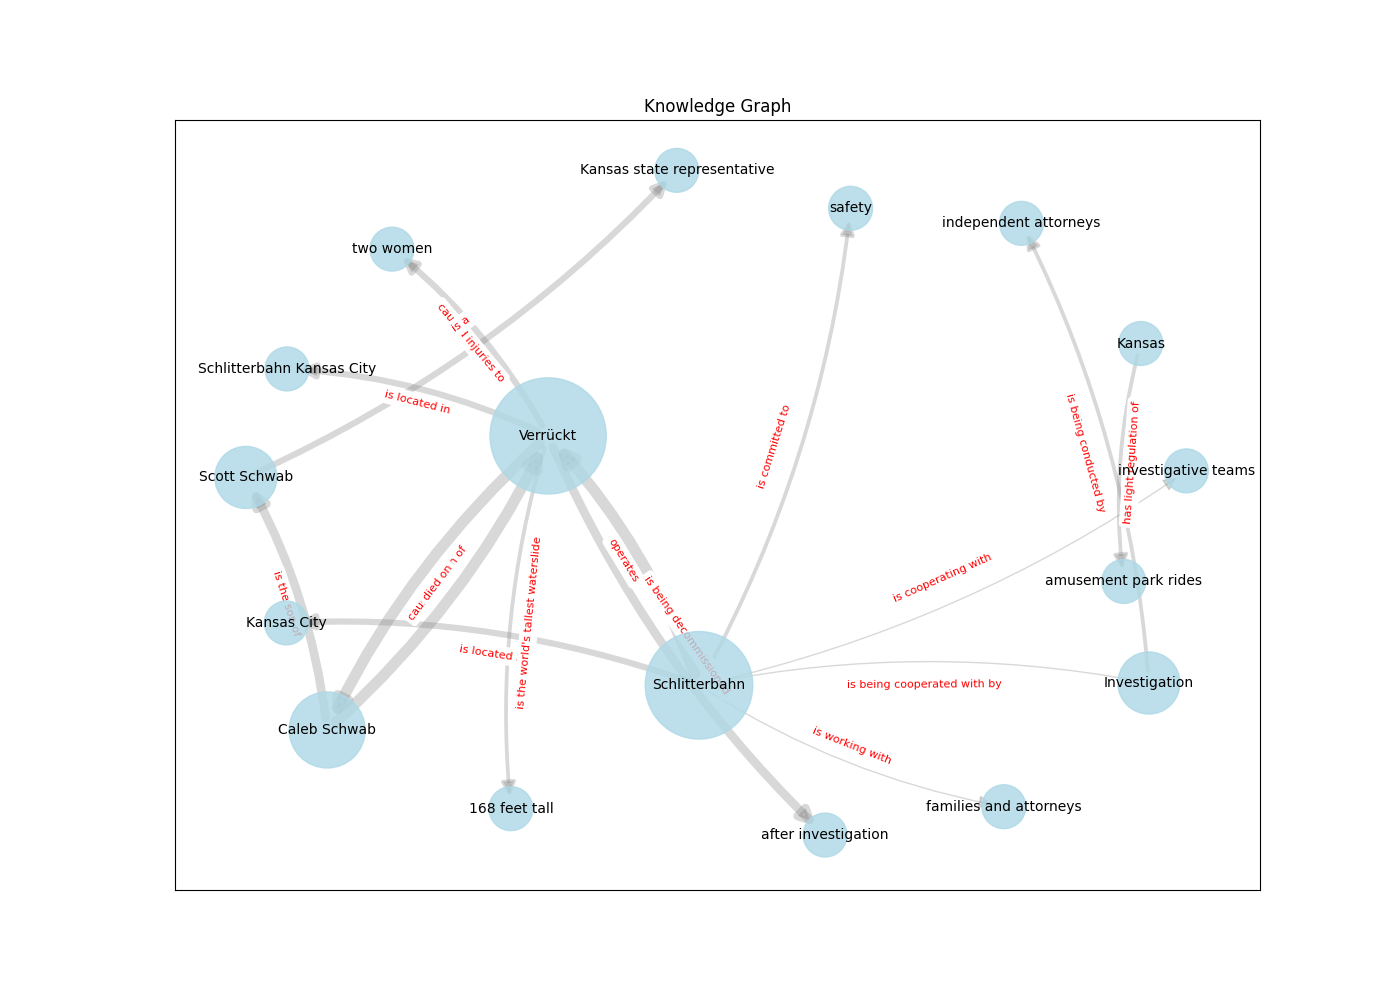 Knowledge Graph
Kansas state representative
safety
independent attorneys
two women
is a
caused injuries to
Kansas
Schlitterbahn Kansas City
is located in
is being conducted by
has light regulation of
is committed to
Verrückt
investigative teams
Scott Schwab
operates
is being decommissioned
died on
is the world's tallest waterslide
is cooperating with
amusement park rides
is the son of
Kansas City
is located
Schlitterbahn
is being cooperated with by
Investigation
Caleb Schwab
is working with
168 feet tall
after investigation
families and attorneys